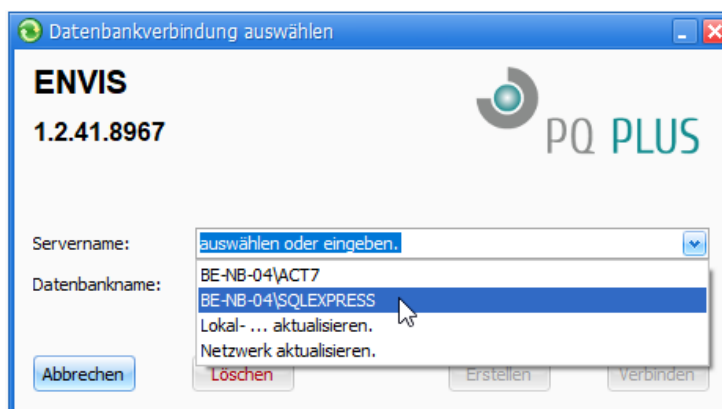 Datenbankverbindung auswählen
ENVIS
1.2.41.8967
PQ PLUS
Servername:
auswählen oder eingeben.
BE-NB-04\ACT7
Datenbankname:
BE-NB-04\SQLEXPRESS
Lokal- ... aktualisieren.
Netzwerk aktualisieren.
Abbrechen
Löschen
Erstellen
Verbinden